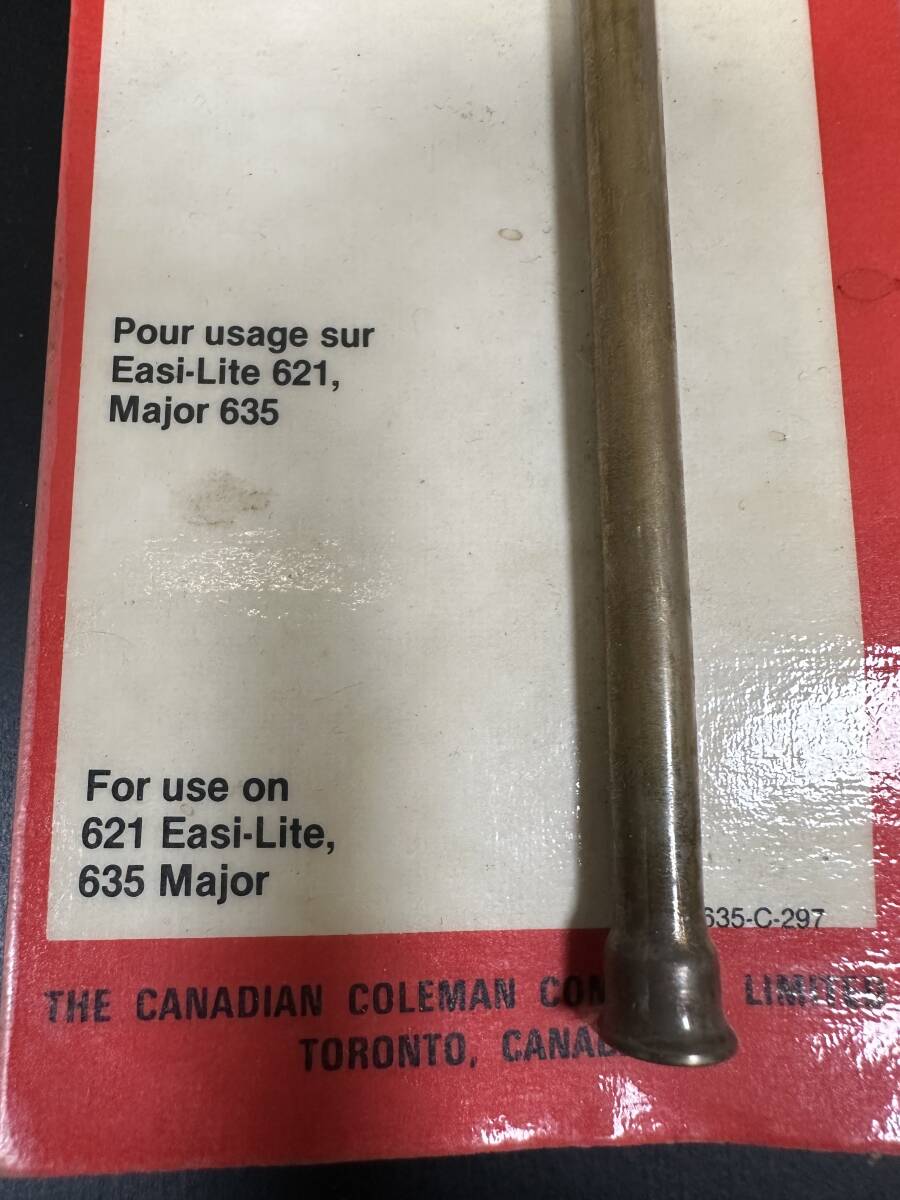 Pour usage sur
Easi-Lite 621,
Major 635
For use on
621 Easi-Lite,
635 Major
635-C-297
THE CANADIAN COLEMAN LIMITED
TORONTO,